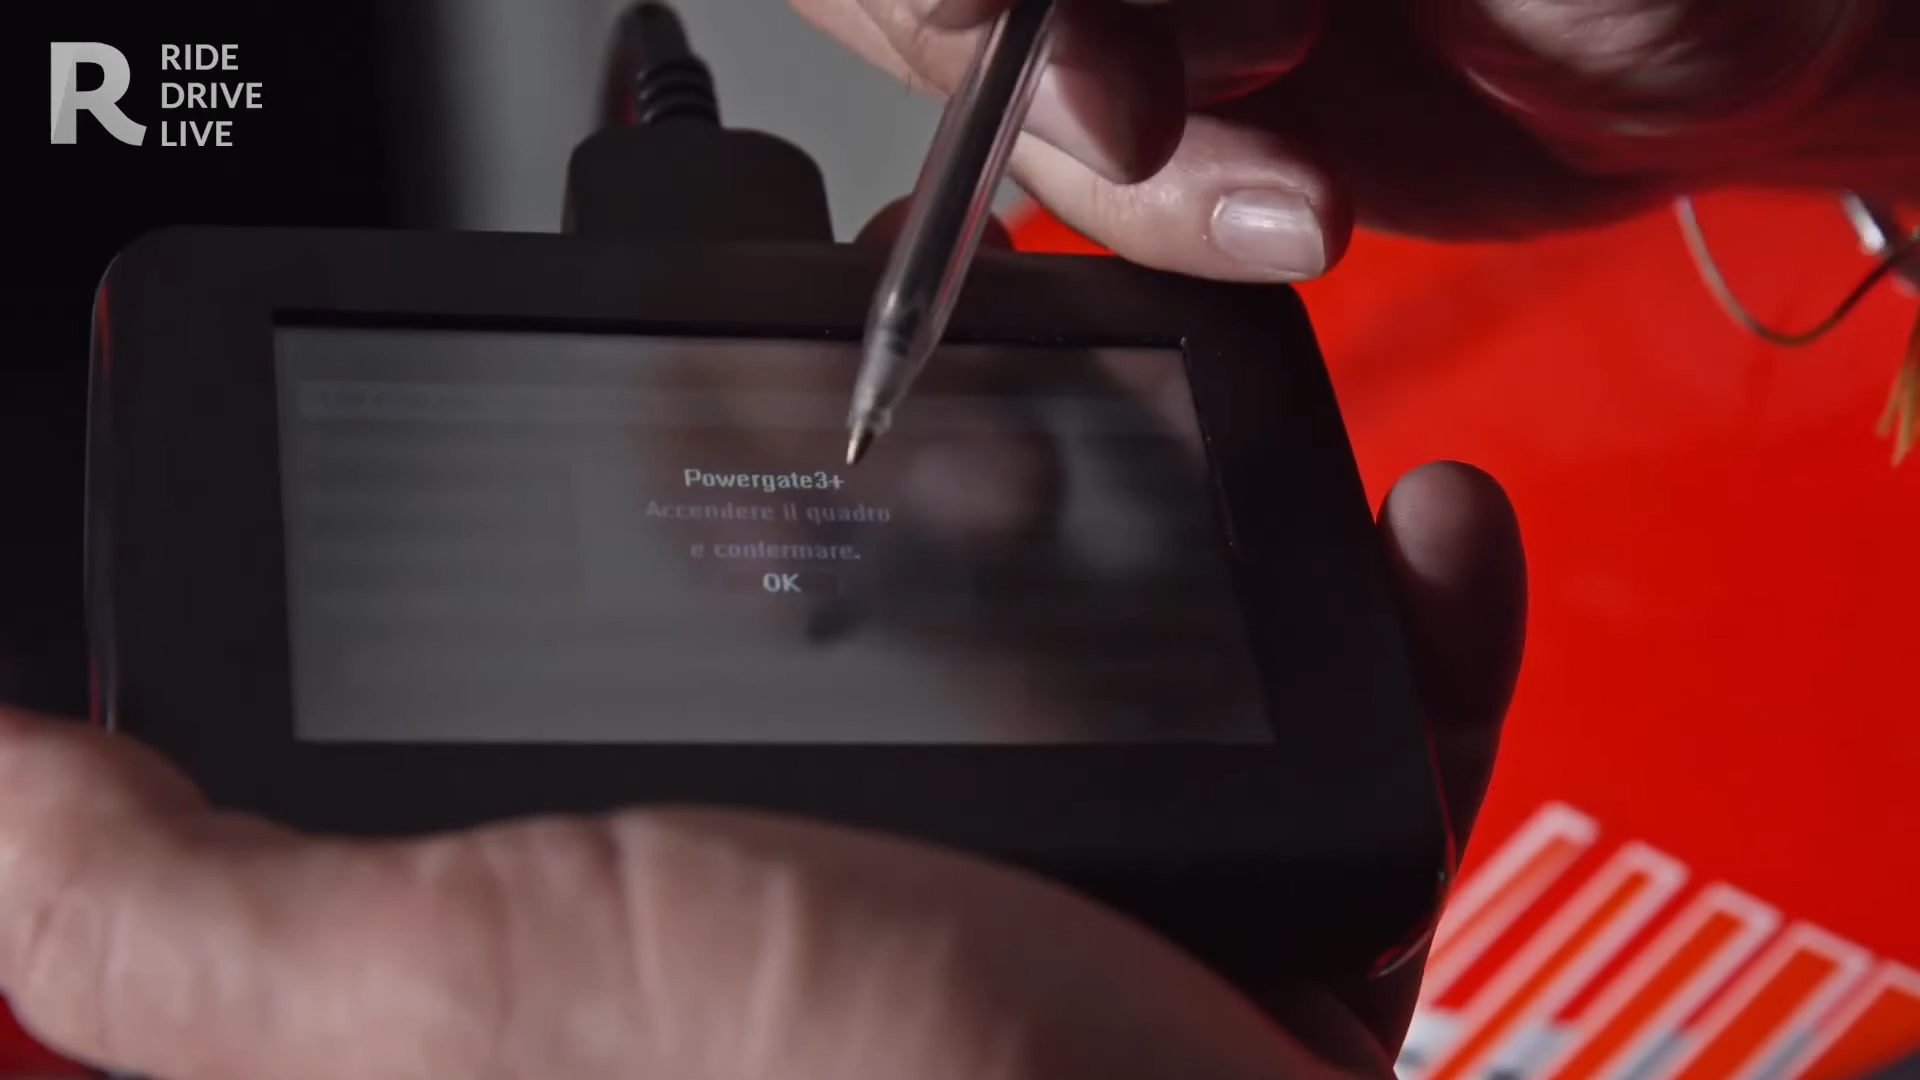 RIDE
DRIVE
LIVE
Powergate3+
Accendere il quadro
e confermare.
OK